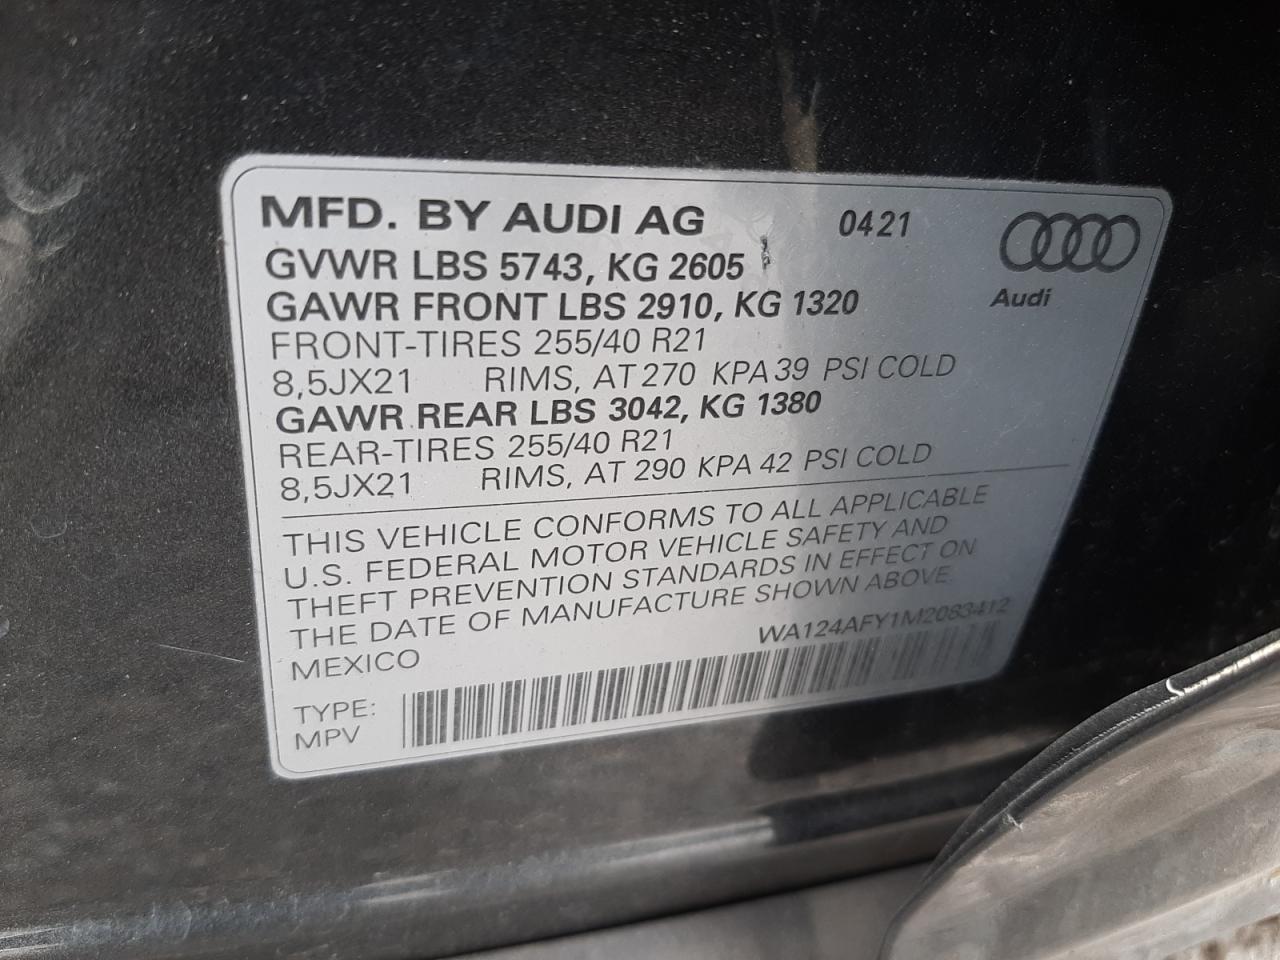 MFD. BY AUDI AG 0421
GVWR LBS 5743, KG 2605
GAWR FRONT LBS 2910, KG 1320
Audi
FRONT-TIRES 255/40 R21
8,5JX21 RIMS, AT 270 KPA 39 PSI COLD
GAWR REAR LBS 3042, KG 1380
REAR-TIRES 255/40 R21
8,5JX21 RIMS, AT 290 KPA 42 PSI COLD
THIS VEHICLE CONFORMS TO ALL APPLICABLE
U.S. FEDERAL MOTOR VEHICLE SAFETY AND
THEFT PREVENTION STANDARDS IN EFFECT ON
THE DATE OF MANUFACTURE SHOWN ABOVE.
MEXICO WA124AFY1M2083412
TYPE:
MPV